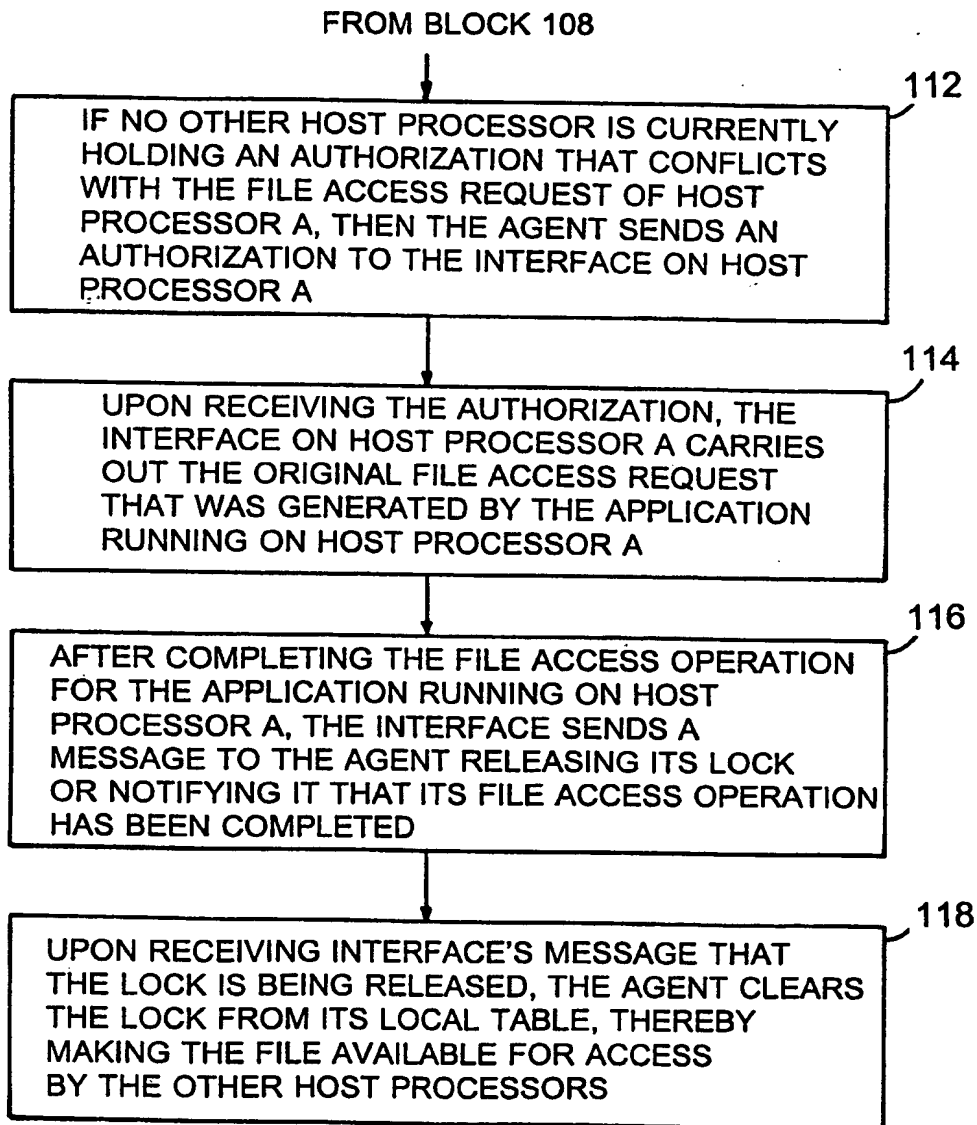 FROM BLOCK 108
112
IF NO OTHER HOST PROCESSOR IS CURRENTLY
HOLDING AN AUTHORIZATION THAT CONFLICTS
WITH THE FILE ACCESS REQUEST OF HOST
PROCESSOR A, THEN THE AGENT SENDS AN
AUTHORIZATION TO THE INTERFACE ON HOST
PROCESSOR A
114
UPON RECEIVING THE AUTHORIZATION, THE
INTERFACE ON HOST PROCESSOR A CARRIES
OUT THE ORIGINAL FILE ACCESS REQUEST
THAT WAS GENERATED BY THE APPLICATION
RUNNING ON HOST PROCESSOR A
116
AFTER COMPLETING THE FILE ACCESS OPERATION
FOR THE APPLICATION RUNNING ON HOST
PROCESSOR A, THE INTERFACE SENDS A
MESSAGE TO THE AGENT RELEASING ITS LOCK
OR NOTIFYING IT THAT ITS FILE ACCESS OPERATION
HAS BEEN COMPLETED
118
UPON RECEIVING INTERFACE'S MESSAGE THAT
THE LOCK IS BEING RELEASED, THE AGENT CLEARS
THE LOCK FROM ITS LOCAL TABLE, THEREBY
MAKING THE FILE AVAILABLE FOR ACCESS
BY THE OTHER HOST PROCESSORS